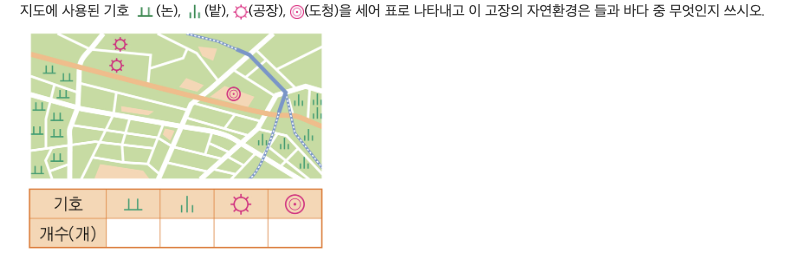 지도에 사용된 기호 (논), (밭), (공장), (도청)을 세어 표로 나타내고 이 고장의 자연환경은 들과 바다 중 무엇인지 쓰시오.
기호
개수(개)